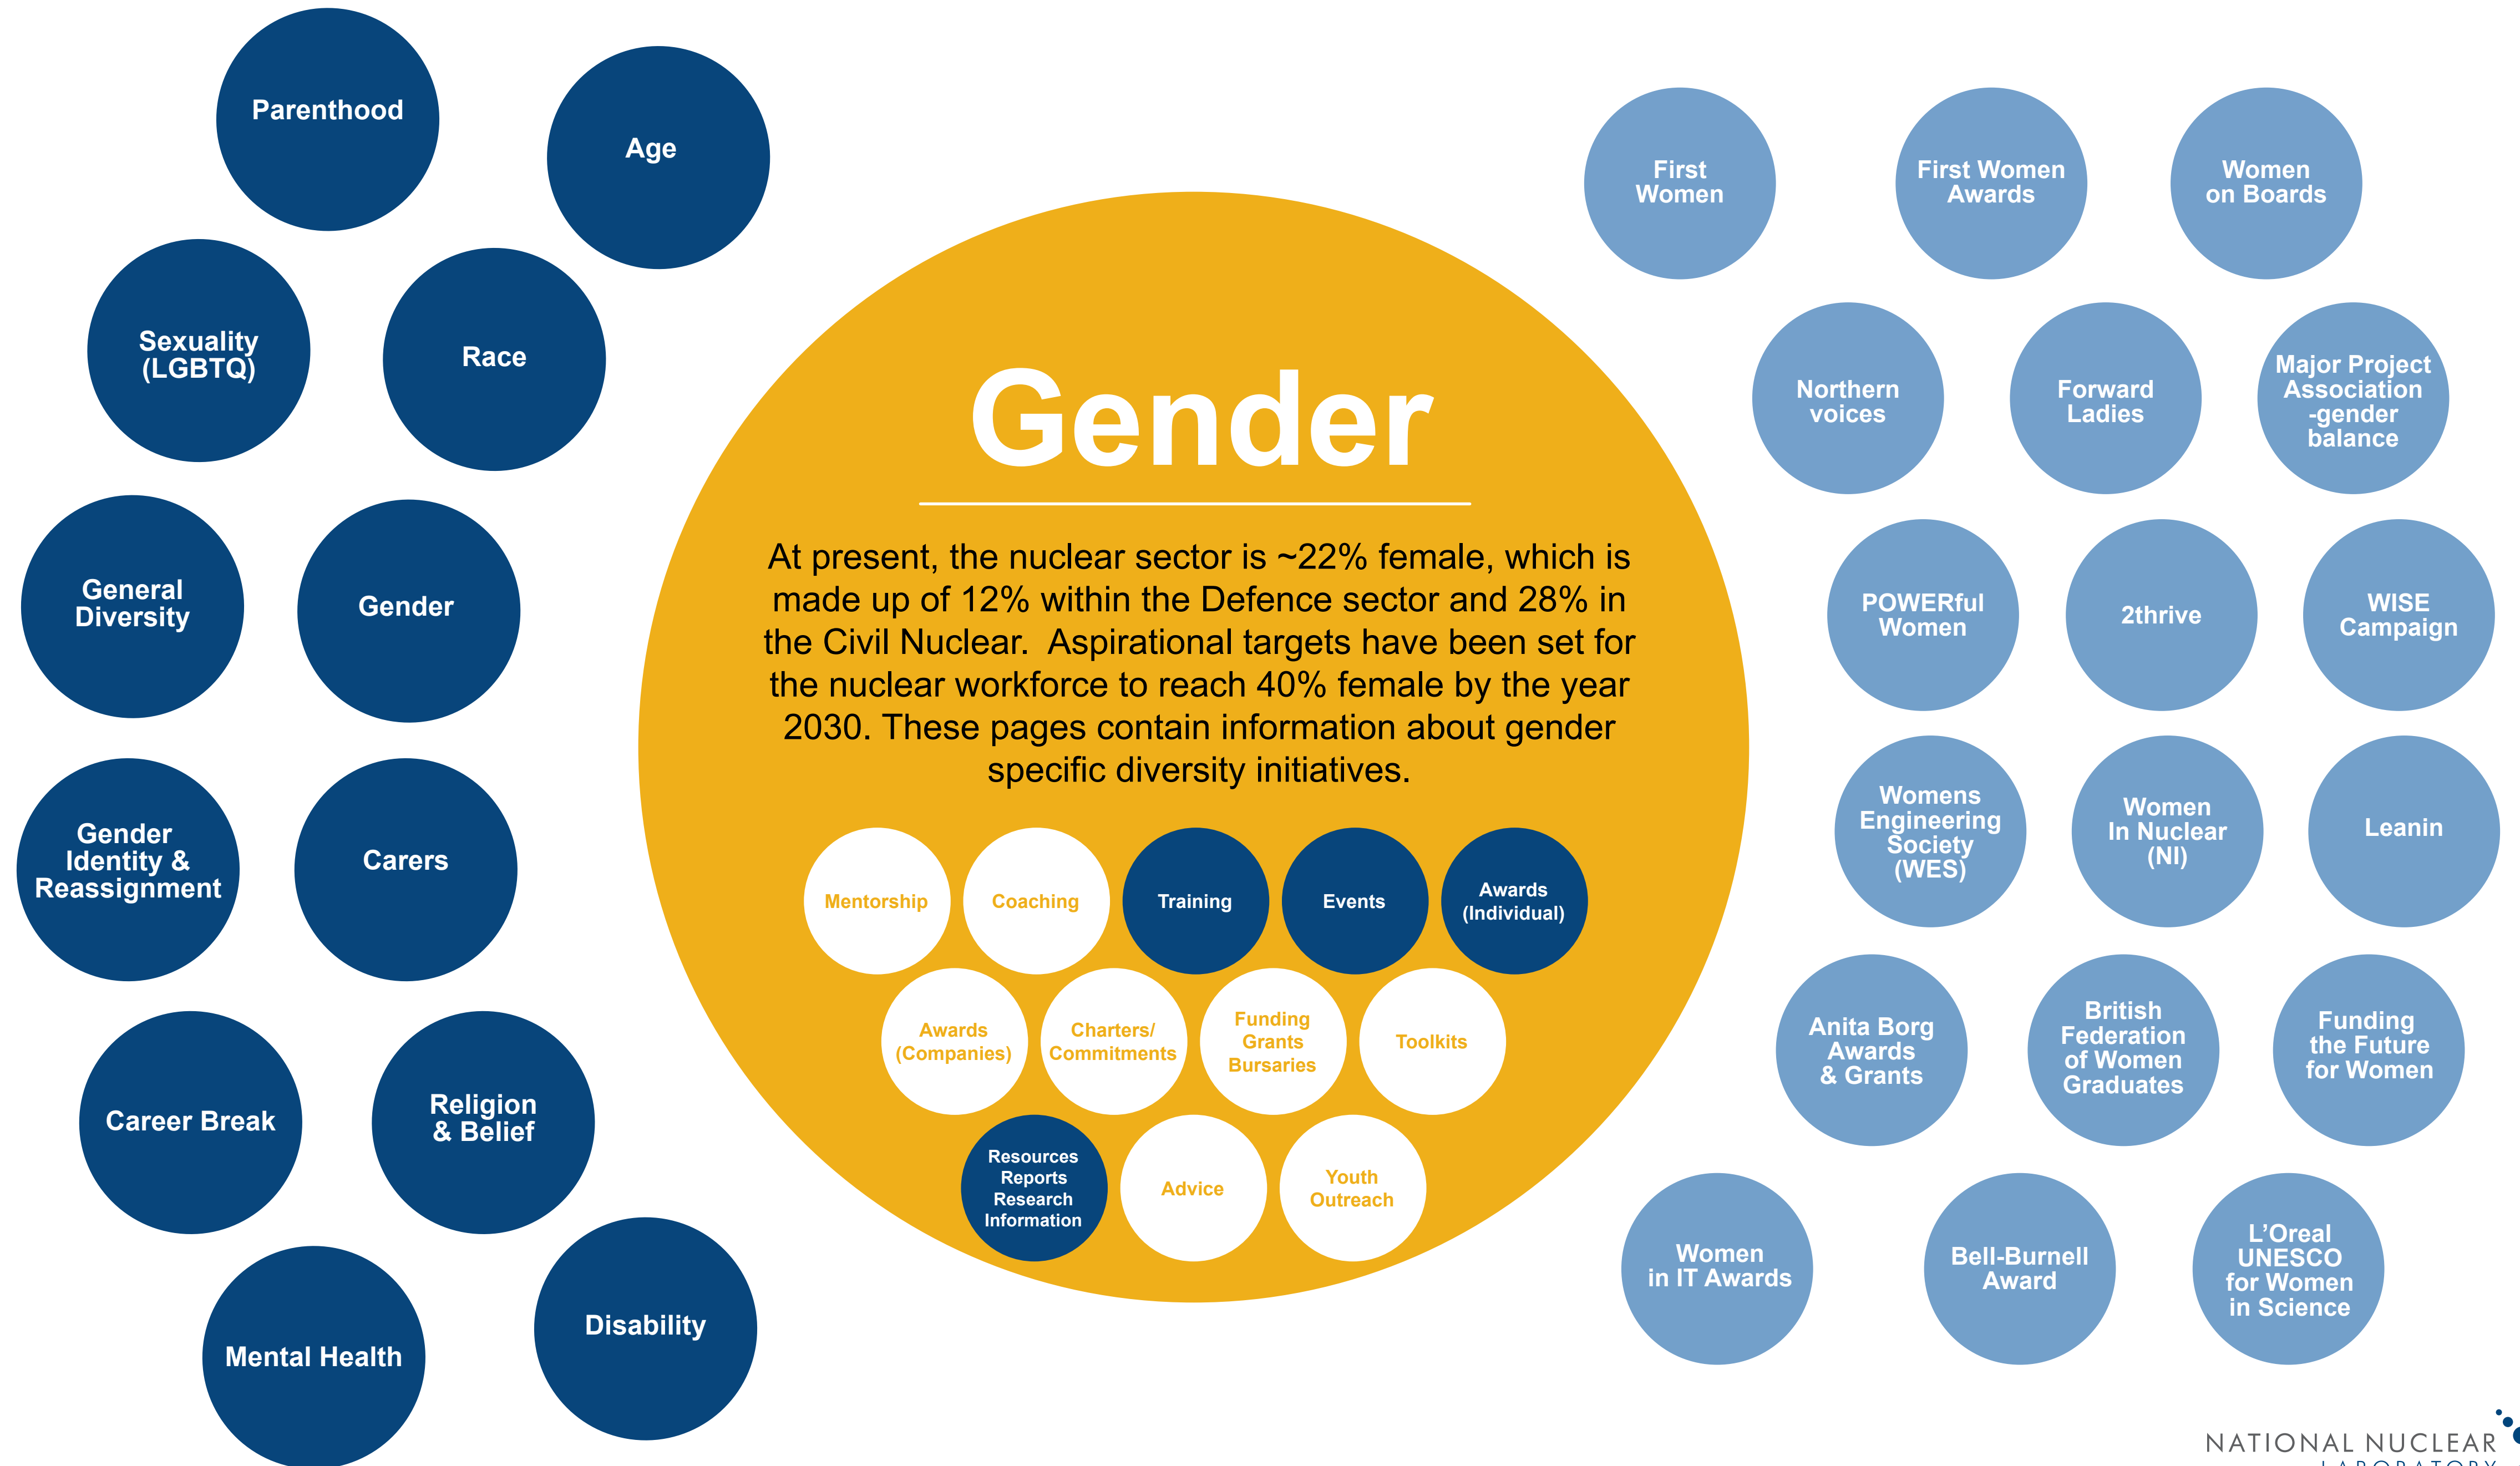 Parenthood
Age
Sexuality
(LGBTQ)
Race
General
Diversity
Gender
Gender
Identity &
Reassignment
Carers
Career Break
Religion
& Belief
Mental Health
Disability
Gender
At present, the nuclear sector is ~22% female, which is
made up of 12% within the Defence sector and 28% in
the Civil Nuclear.  Aspirational targets have been set for
the nuclear workforce to reach 40% female by the year
2030. These pages contain information about gender
specific diversity initiatives.
Mentorship
Coaching
Training
Events
Awards
(Individual)
Awards
(Companies)
Charters/
Commitments
Funding
Grants
Bursaries
Toolkits
Resources
Reports
Research
Information
Advice
Youth
Outreach
First
Women
First Women
Awards
Women
on Boards
Northern
voices
Forward
Ladies
Major Project
Association
-gender
balance
POWERful
Women
2thrive
WISE
Campaign
Womens
Engineering
Society
(WES)
Women
In Nuclear
(NI)
Leanin
Anita Borg
Awards
& Grants
British
Federation
of Women
Graduates
Funding
the Future
for Women
Women
in IT Awards
Bell-Burnell
Award
L’Oreal
UNESCO
for Women
in Science
NATIONAL NUCLEAR
LABORATORY